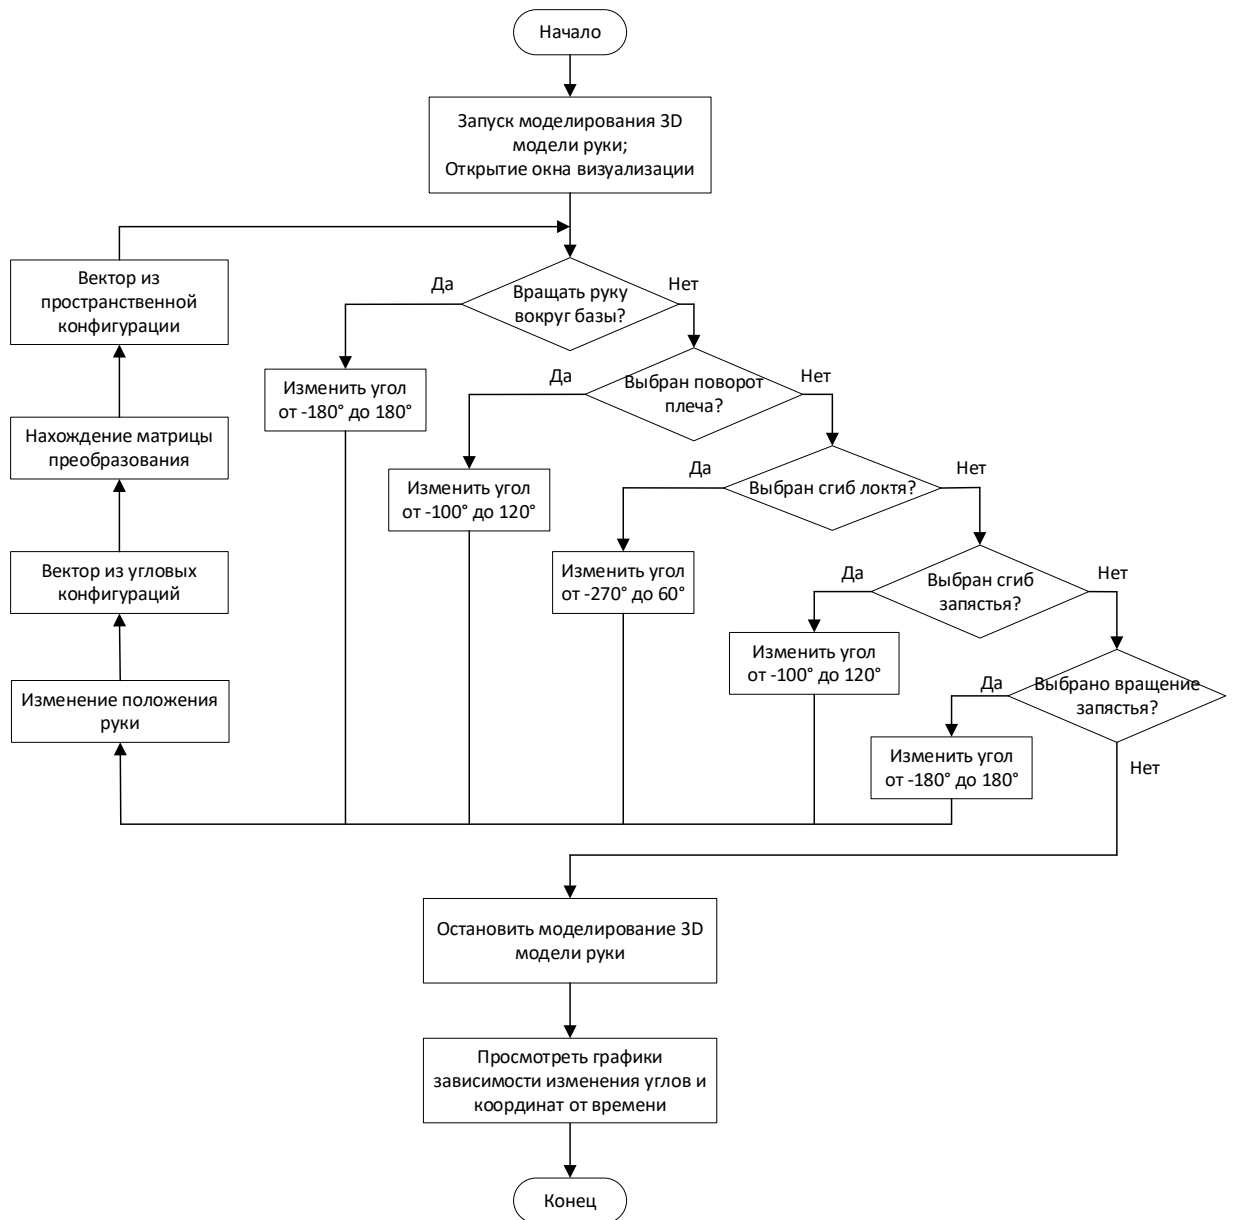 Начало
Запуск моделирования 3D
модели руки;
Открытие окна визуализации
Вектор из
пространственной
конфигурации
Да
Вращать руку
вокруг базы?
Нет
Изменить угол
от -180° до 180°
Да
Выбран поворот
плеча?
Нет
Нахождение матрицы
преобразования
Изменить угол
от -100° до 120°
Да
Выбран сгиб локтя?
Нет
Вектор из угловых
конфигураций
Изменить угол
от -270° до 60°
Да
Выбран сгиб
запястья?
Нет
Изменить угол
от -100° до 120°
Изменение положения
руки
Да
Выбрано вращение
запястья?
Нет
Изменить угол
от -180° до 180°
Остановить моделирование 3D
модели руки
Просмотреть графики
зависимости изменения углов и
координат от времени
Конец